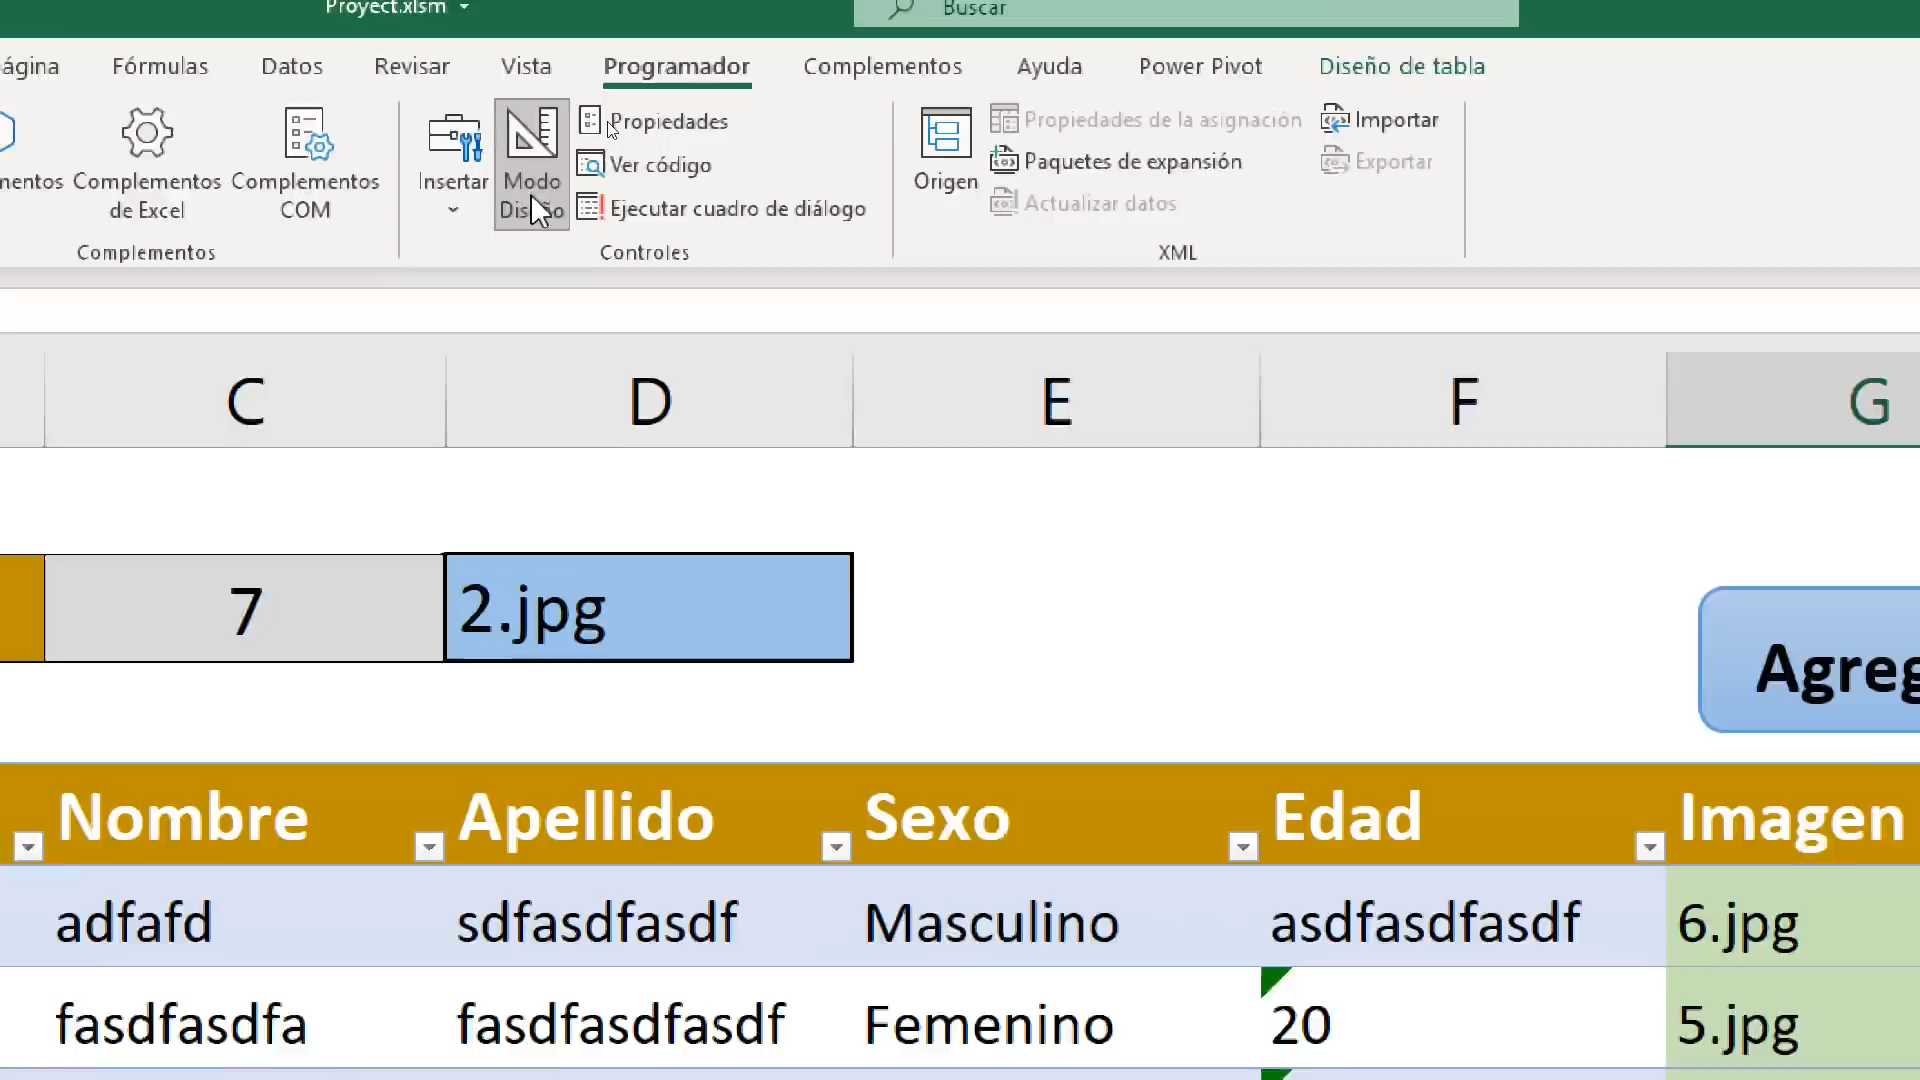 Proyect.xlsm
Buscar
ágina Fórmulas Datos Revisar Vista Programador Complementos Ayuda Power Pivot Diseño de tabla
mentos
Complementos de Excel
Complementos COM
Complementos
Insertar
Modo Diseño
Propiedades
Ver código
Ejecutar cuadro de diálogo
Controles
Origen
Propiedades de la asignación
Paquetes de expansión
Actualizar datos
Importar
Exportar
XML
C D E F G
7 2.jpg
Agreg
Nombre Apellido Sexo Edad Imagen
adfafd sdfasdfasdf Masculino asdfasdfasdf 6.jpg
fasdfasdfa fasdfasdfasdf Femenino 20 5.jpg